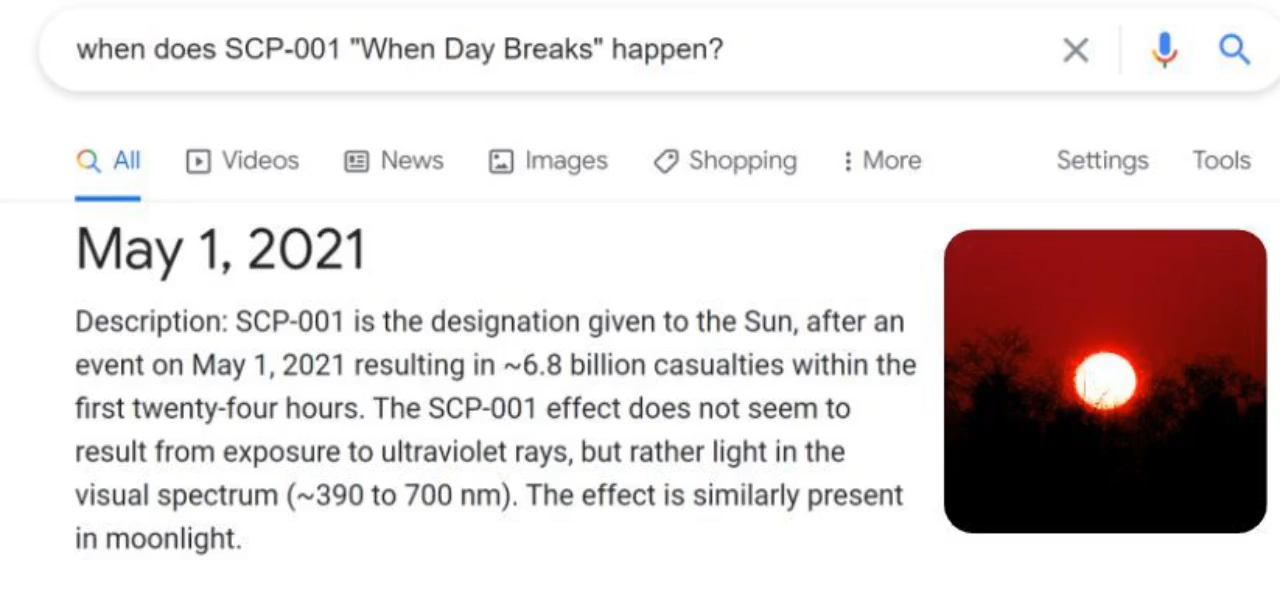 when does SCP-001 "When Day Breaks" happen?
All Videos News Images Shopping More Settings Tools
May 1, 2021
Description: SCP-001 is the designation given to the Sun, after an
event on May 1, 2021 resulting in ~6.8 billion casualties within the
first twenty-four hours. The SCP-001 effect does not seem to
result from exposure to ultraviolet rays, but rather light in the
visual spectrum (~390 to 700 nm). The effect is similarly present
in moonlight.